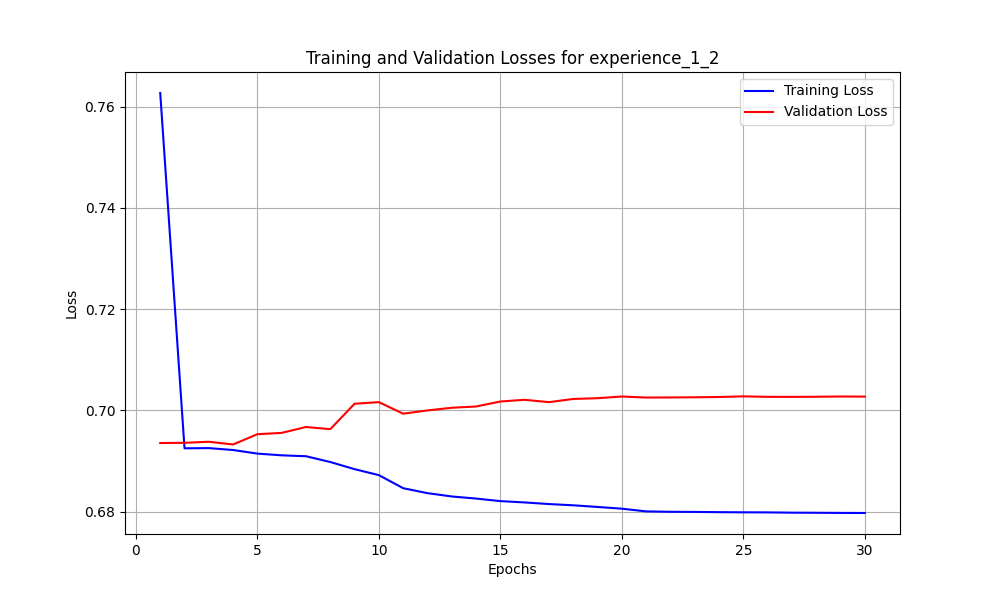 Training and Validation Losses for experience_1_2
Training Loss
Validation Loss
0.76
0.74
0.72
0.70
0.68
Loss
0 5 10 15 20 25 30
Epochs